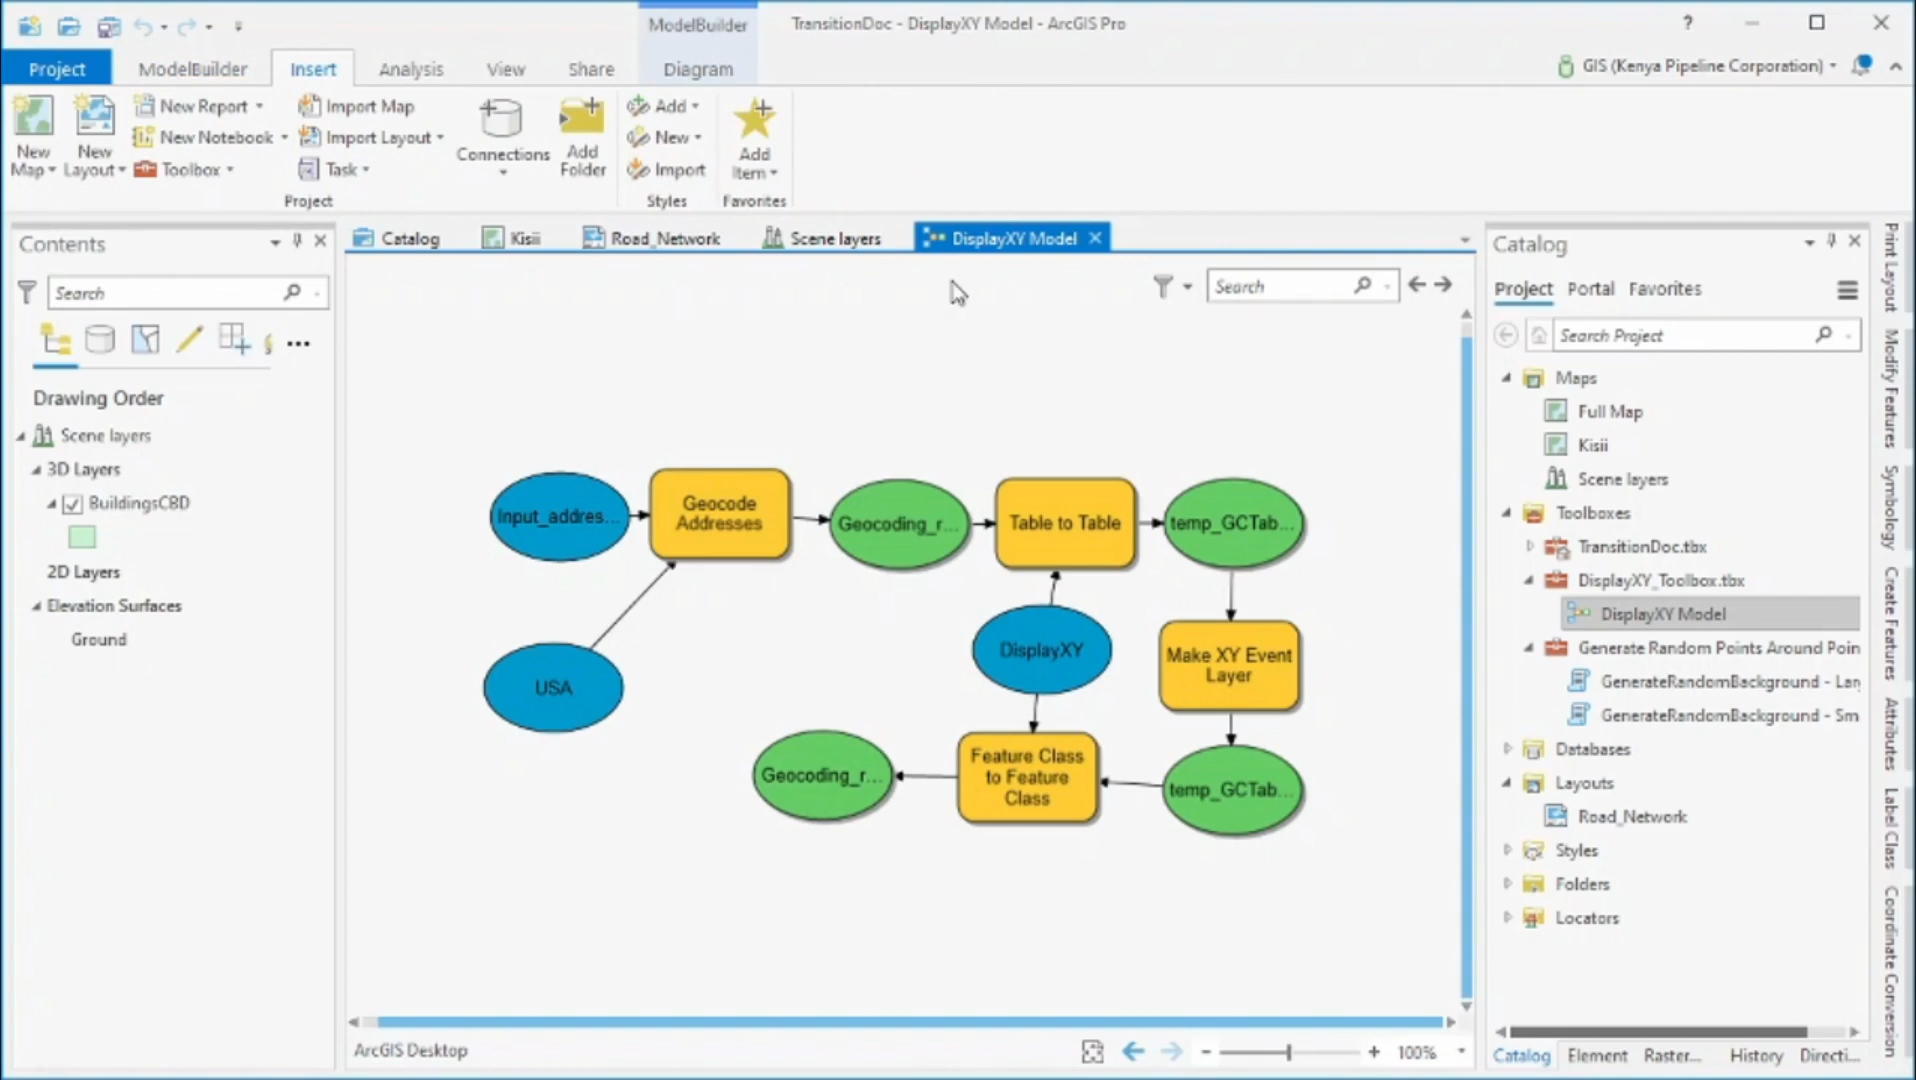 TransitionDoc - DisplayXY Model - ArcGIS Pro
ModelBuilder
?
Project
ModelBuilder
Insert
Analysis
View
Share
Diagram
GIS (Kenya Pipeline Corporation)
New Map
New Layout
New Report
New Notebook
Toolbox
Import Map
Import Layout
Task
Connections
Add Folder
Project
Add
New
Import
Styles
Add Item
Favorites
Contents
Search
Drawing Order
Scene layers
3D Layers
BuildingsCBD
2D Layers
Elevation Surfaces
Ground
Catalog
Kisii
Road_Network
Scene layers
DisplayXY Model
Search
Input_addres...
Geocode
Addresses
Geocoding_r...
Table to Table
temp_GCTab...
USA
DisplayXY
Make XY Event
Layer
Geocoding_r...
Feature Class
to Feature
Class
temp_GCTab...
ArcGIS Desktop
100%
Catalog
Project
Portal
Favorites
Search Project
Maps
Full Map
Kisii
Scene layers
Toolboxes
TransitionDoc.tbx
DisplayXY_Toolbox.tbx
DisplayXY Model
Generate Random Points Around Poin
GenerateRandomBackground - Lar
GenerateRandomBackground - Sm
Databases
Layouts
Road_Network
Styles
Folders
Locators
Catalog
Element
Raster...
History
Directi...
Print Layout
Modify Features
Symbology
Create Features
Attributes
Label Class
Coordinate Conversion